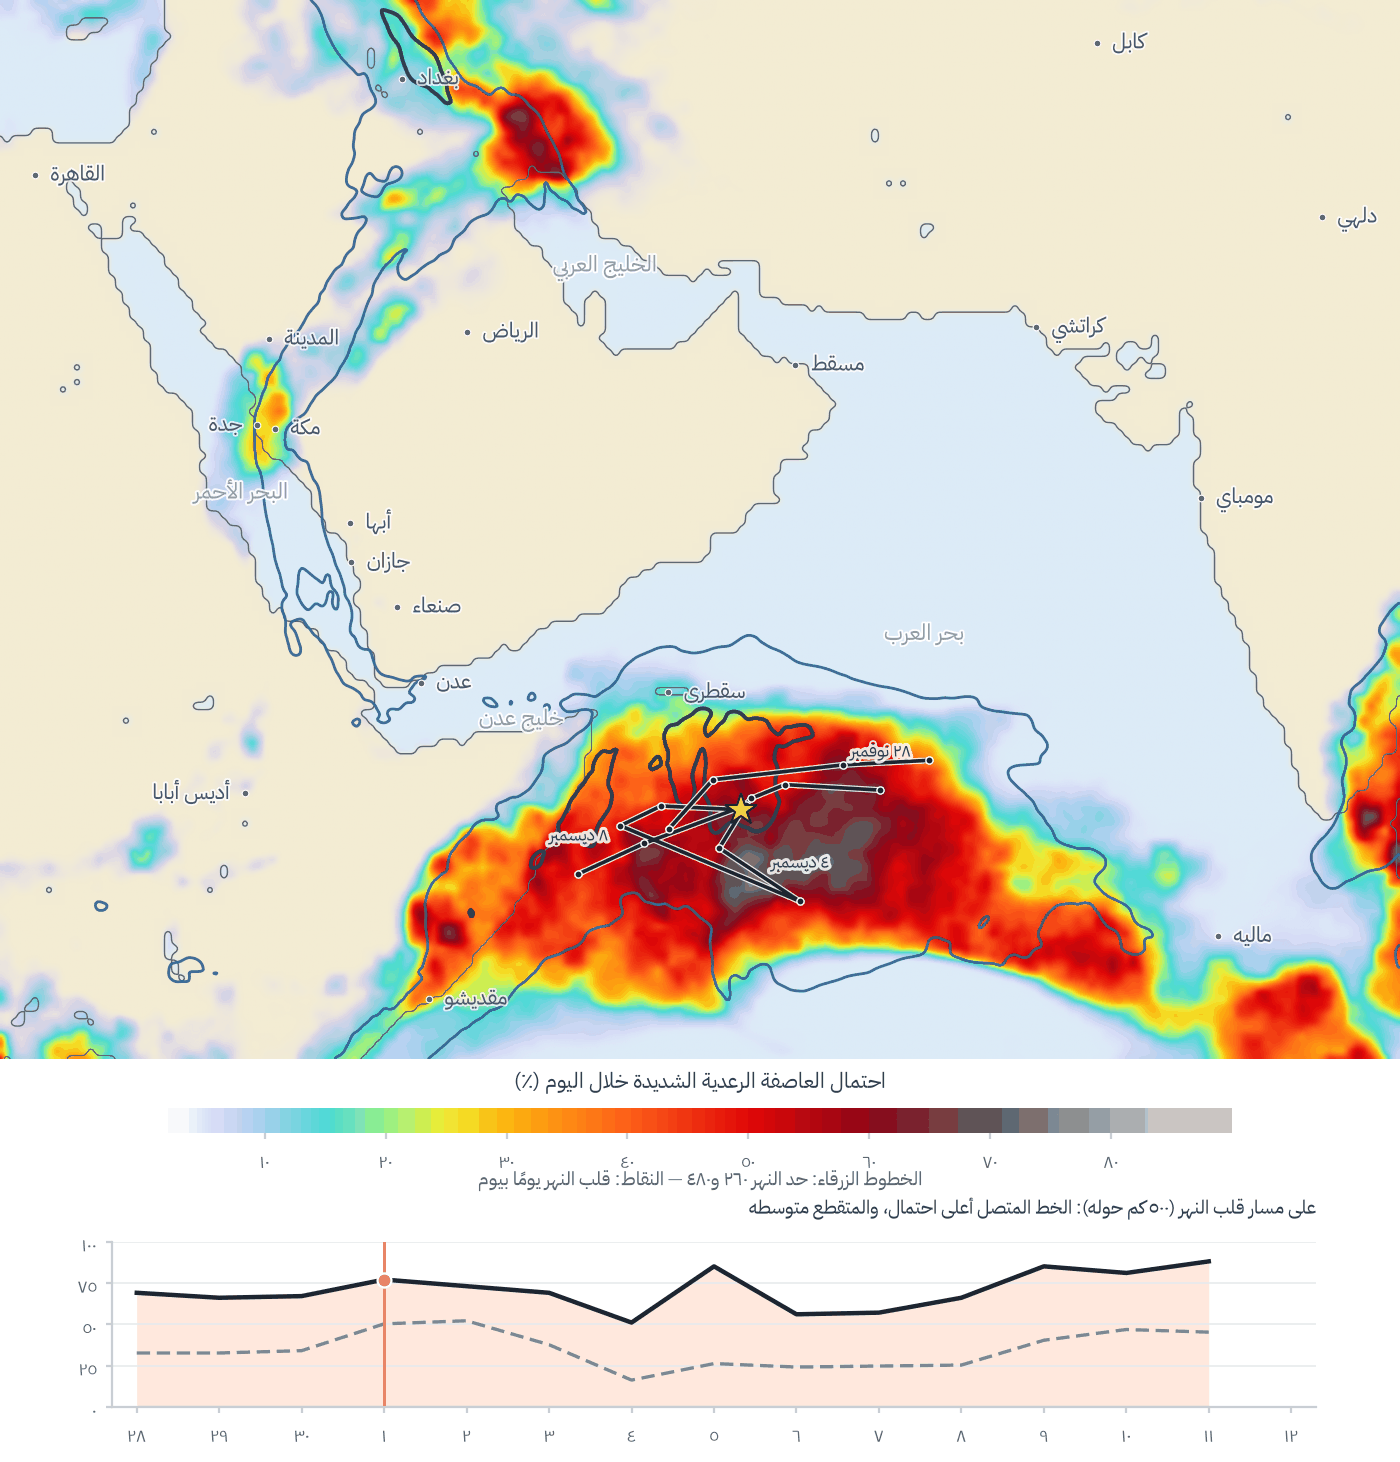 كابل
بغداد
القاهرة
دلهي
الخليج العربي
كراتشي
الرياض
المدينة
مسقط
جدة
مكة
البحر الأحمر
مومباي
أبها
جازان
صنعاء
بحر العرب
عدن
سقطرى
خليج عدن
٢٨ نوفمبر
أديس أبابا
٨ ديسمبر
٤ ديسمبر
ماليه
مقديشو
احتمال العاصفة الرعدية الشديدة خلال اليوم (٪)
١٠ ٢٠ ٣٠ ٤٠ ٥٠ ٦٠ ٧٠ ٨٠
الخطوط الزرقاء: حد النهر ٢٦٠ و٤٨٠ — النقاط: قلب النهر يومًا بيوم
على مسار قلب النهر (٥٠٠ كم حوله): الخط المتصل أعلى احتمال، والمتقطع متوسطه
١٠٠
٧٥
٥٠
٢٥
٠
٢٨ ٢٩ ٣٠ ١ ٢ ٣ ٤ ٥ ٦ ٧ ٨ ٩ ١٠ ١١ ١٢